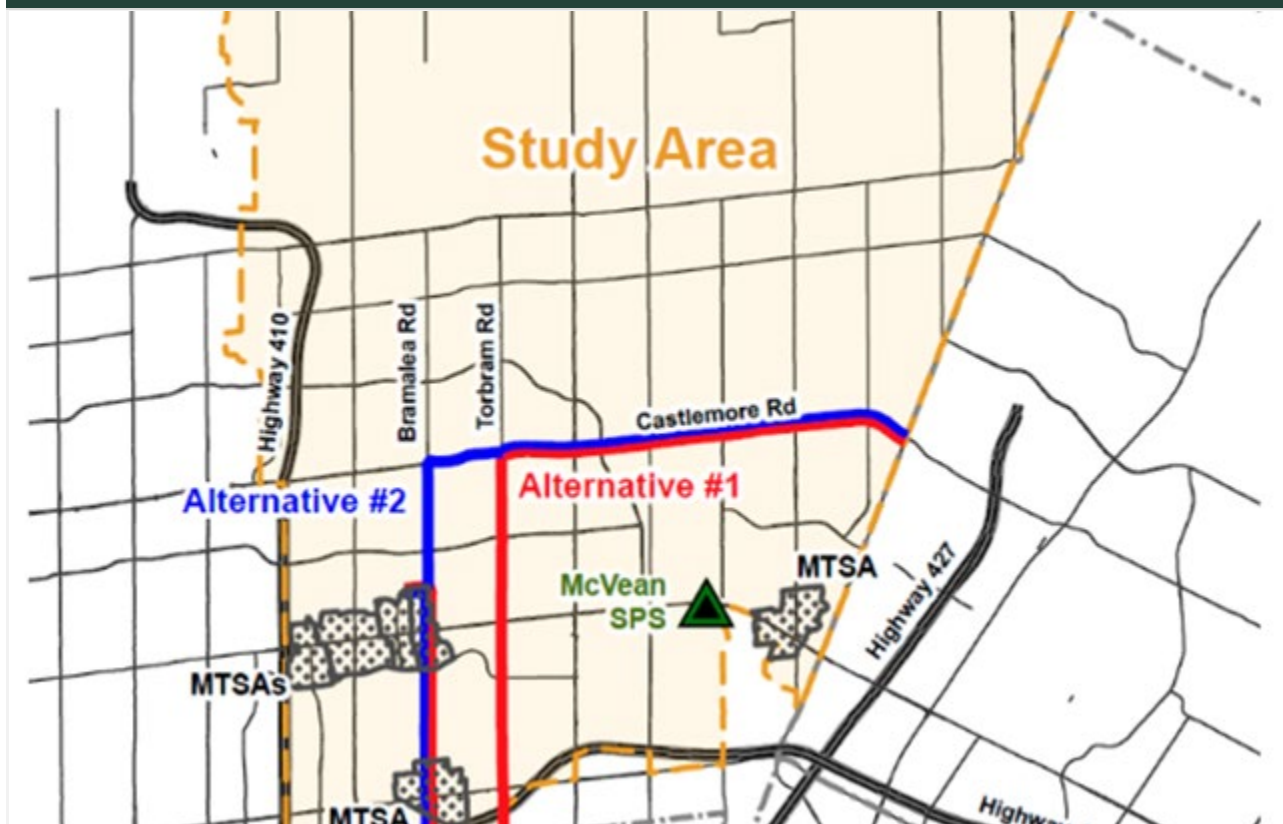 Study Area
Highway 410
Bramalea Rd
Torbram Rd
Castlemore Rd
Alternative #2
Alternative #1
McVean
SPS
MTSA
Highway 427
MTSAs
MTSA
Highway